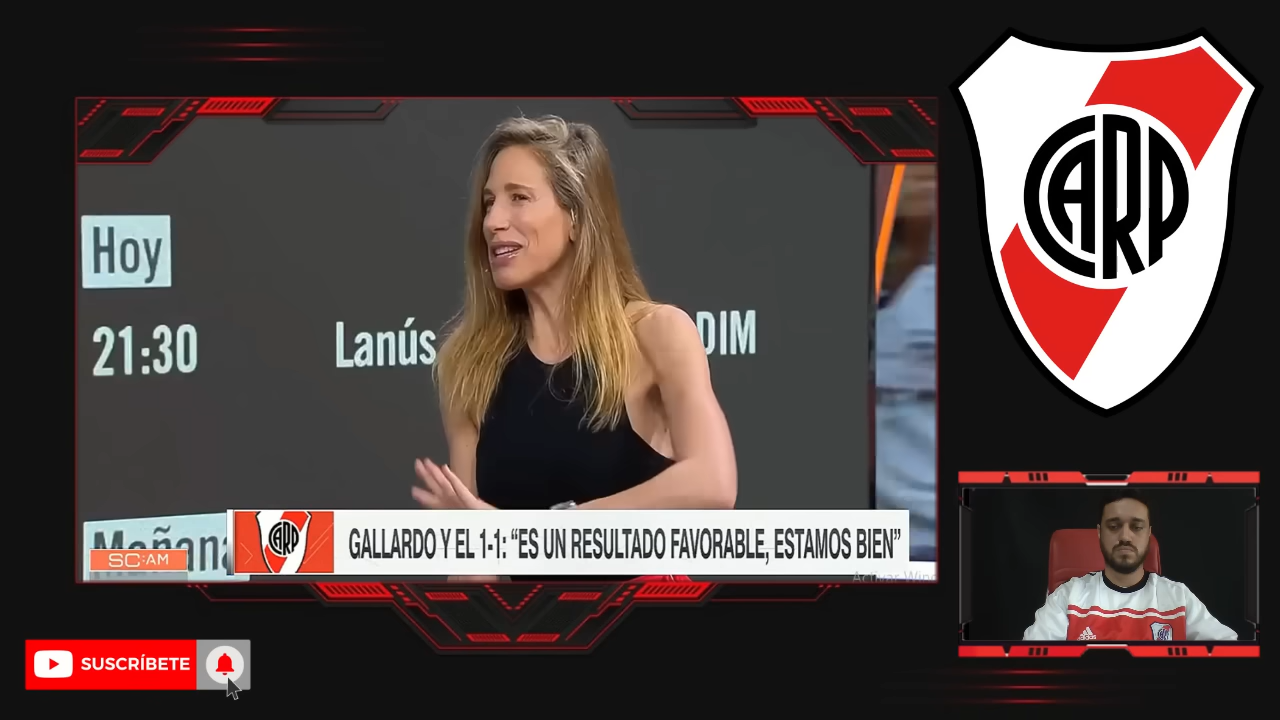 Hoy
21:30
Lanús
DIM
Mañana
SC:AM
CARP
GALLARDO Y EL 1-1: “ES UN RESULTADO FAVORABLE, ESTAMOS BIEN”
CARP
adidas
SUSCRÍBETE